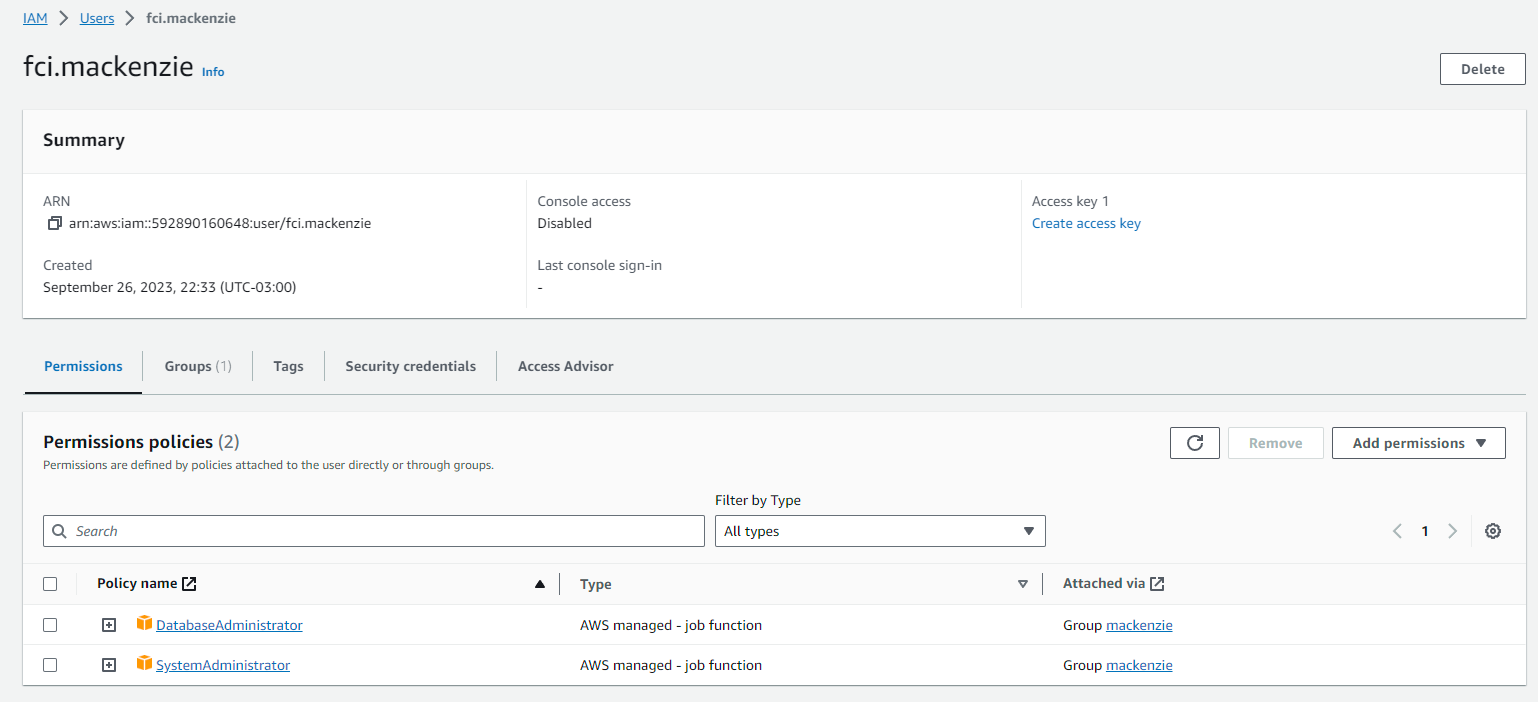 IAM > Users > fci.mackenzie
fci.mackenzie Info
Delete
Summary
ARN
arn:aws:iam::592890160648:user/fci.mackenzie
Created
September 26, 2023, 22:33 (UTC-03:00)
Console access
Disabled
Last console sign-in
-
Access key 1
Create access key
Permissions
Groups (1)
Tags
Security credentials
Access Advisor
Permissions policies (2)
Permissions are defined by policies attached to the user directly or through groups.
Remove
Add permissions
Search
Filter by Type
All types
1
Policy name
Type
Attached via
DatabaseAdministrator
AWS managed - job function
Group mackenzie
SystemAdministrator
AWS managed - job function
Group mackenzie